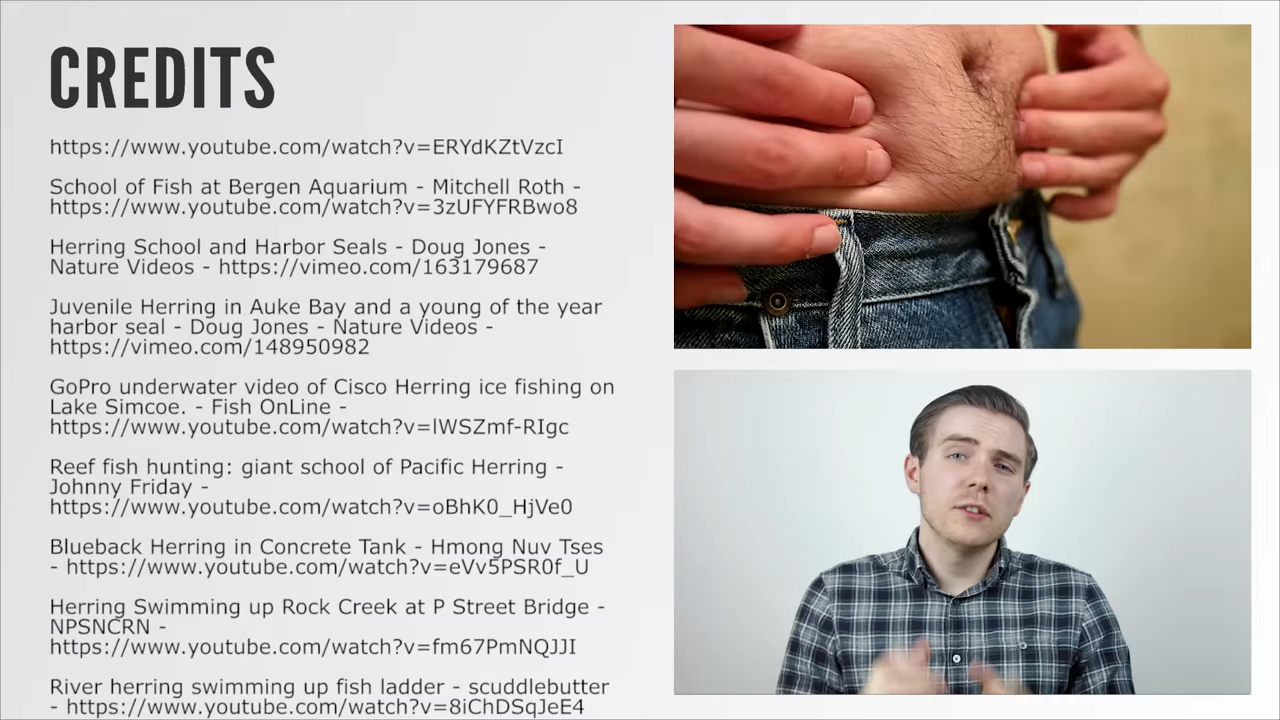 CREDITS
https://www.youtube.com/watch?v=ERYdKZtVzcI
School of Fish at Bergen Aquarium - Mitchell Roth -
https://www.youtube.com/watch?v=3zUFYFRBwo8
Herring School and Harbor Seals - Doug Jones -
Nature Videos - https://vimeo.com/163179687
Juvenile Herring in Auke Bay and a young of the year
harbor seal - Doug Jones - Nature Videos -
https://vimeo.com/148950982
GoPro underwater video of Cisco Herring ice fishing on
Lake Simcoe. - Fish OnLine -
https://www.youtube.com/watch?v=lWSZmf-RIgc
Reef fish hunting: giant school of Pacific Herring -
Johnny Friday -
https://www.youtube.com/watch?v=oBhK0_HjVe0
Blueback Herring in Concrete Tank - Hmong Nuv Tses
- https://www.youtube.com/watch?v=eVv5PSR0f_U
Herring Swimming up Rock Creek at P Street Bridge -
NPSNCRN -
https://www.youtube.com/watch?v=fm67PmNQJJI
River herring swimming up fish ladder - scuddlebutter
- https://www.youtube.com/watch?v=8iChDSqJeE4